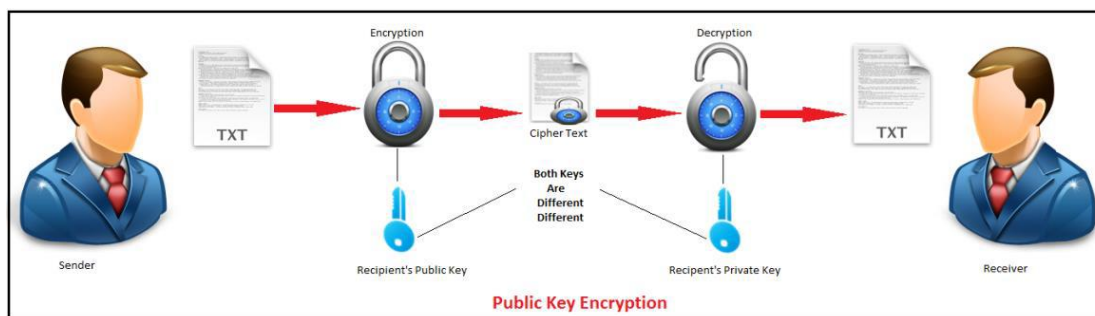 Encryption
Decryption
TXT
Cipher Text
TXT
Both Keys
Are
Different
Different
Sender
Recipient's Public Key
Recipent's Private Key
Receiver
Public Key Encryption